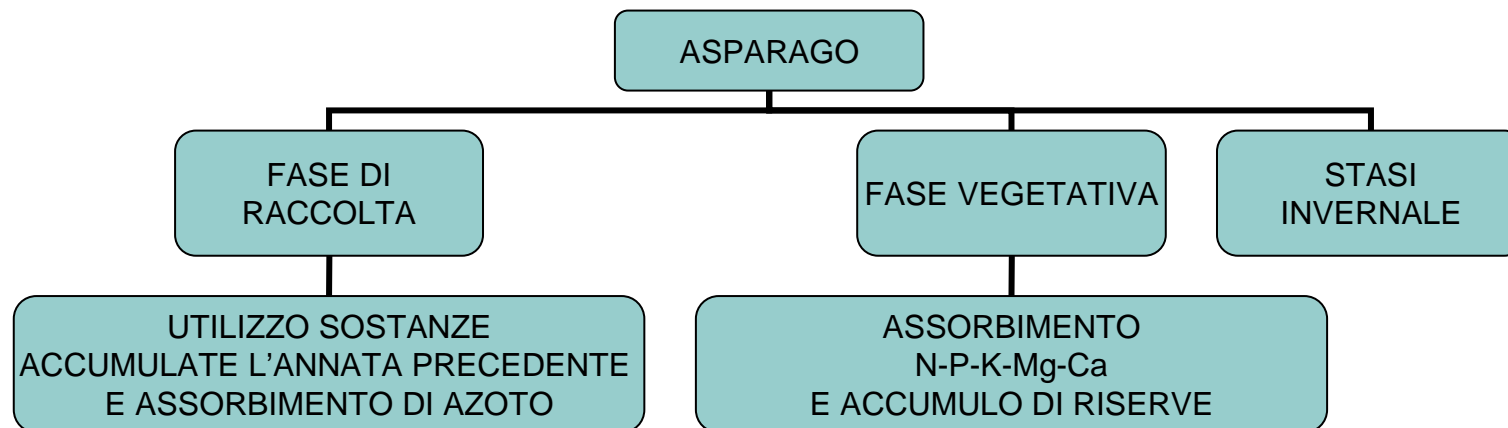 ASPARAGO
FASE DI
RACCOLTA
FASE VEGETATIVA
STASI
INVERNALE
UTILIZZO SOSTANZE
ACCUMULATE L'ANNATA PRECEDENTE
E ASSORBIMENTO DI AZOTO
ASSORBIMENTO
N-P-K-Mg-Ca
E ACCUMULO DI RISERVE